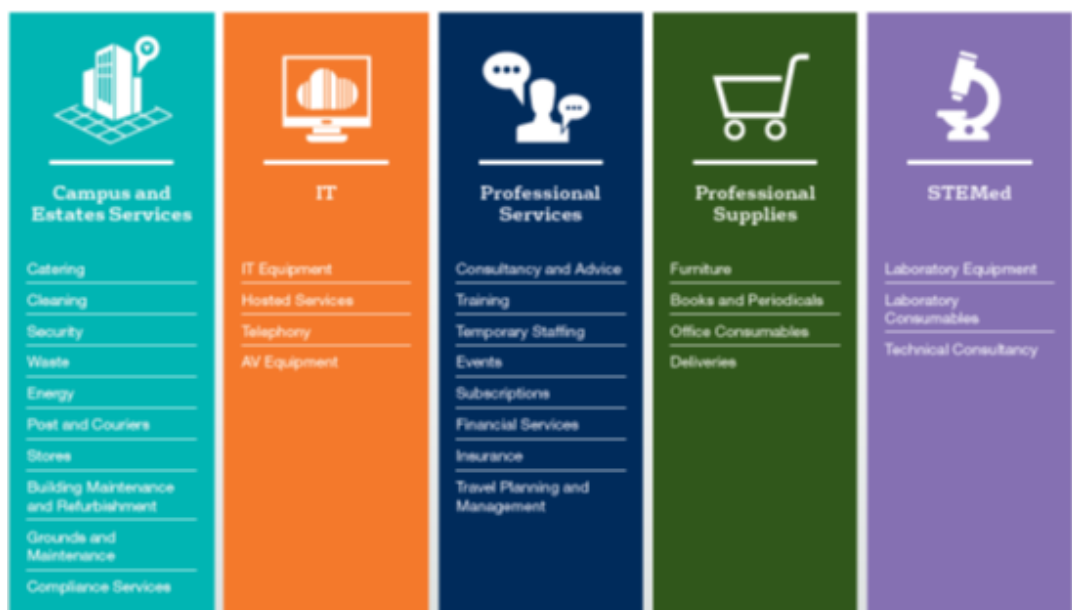 Campus and
Estates Services
Catering
Cleaning
Security
Waste
Energy
Post and Couriers
Stores
Building Maintenance
and Refurbishment
Grounds and
Maintenance
Compliance Services
IT
IT Equipment
Hosted Services
Telephony
AV Equipment
Professional
Services
Consultancy and Advice
Training
Temporary Staffing
Events
Subscriptions
Financial Services
Insurance
Travel Planning and
Management
Professional
Supplies
Furniture
Books and Periodicals
Office Consumables
Deliveries
STEMed
Laboratory Equipment
Laboratory
Consumables
Technical Consultancy